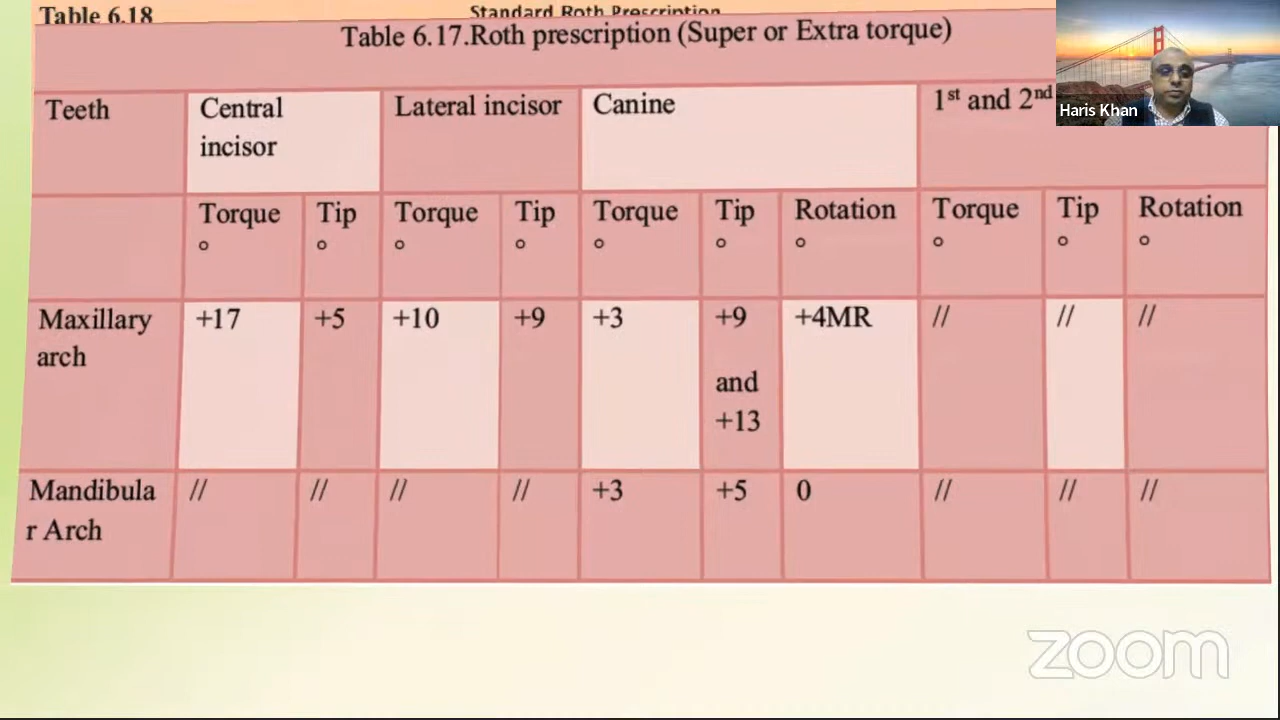 Table 6.18
Standard Roth Prescription
Table 6.17.Roth prescription (Super or Extra torque)
Teeth
Central
incisor
Lateral incisor
Canine
1st and 2nd
Torque
°
Tip
°
Torque
°
Tip
°
Torque
°
Tip
°
Rotation
°
Torque
°
Tip
°
Rotation
°
Maxillary
arch
+17
+5
+10
+9
+3
+9
and
+13
+4MR
//
//
//
Mandibula
r Arch
//
//
//
//
+3
+5
0
//
//
//
Haris Khan
zoom